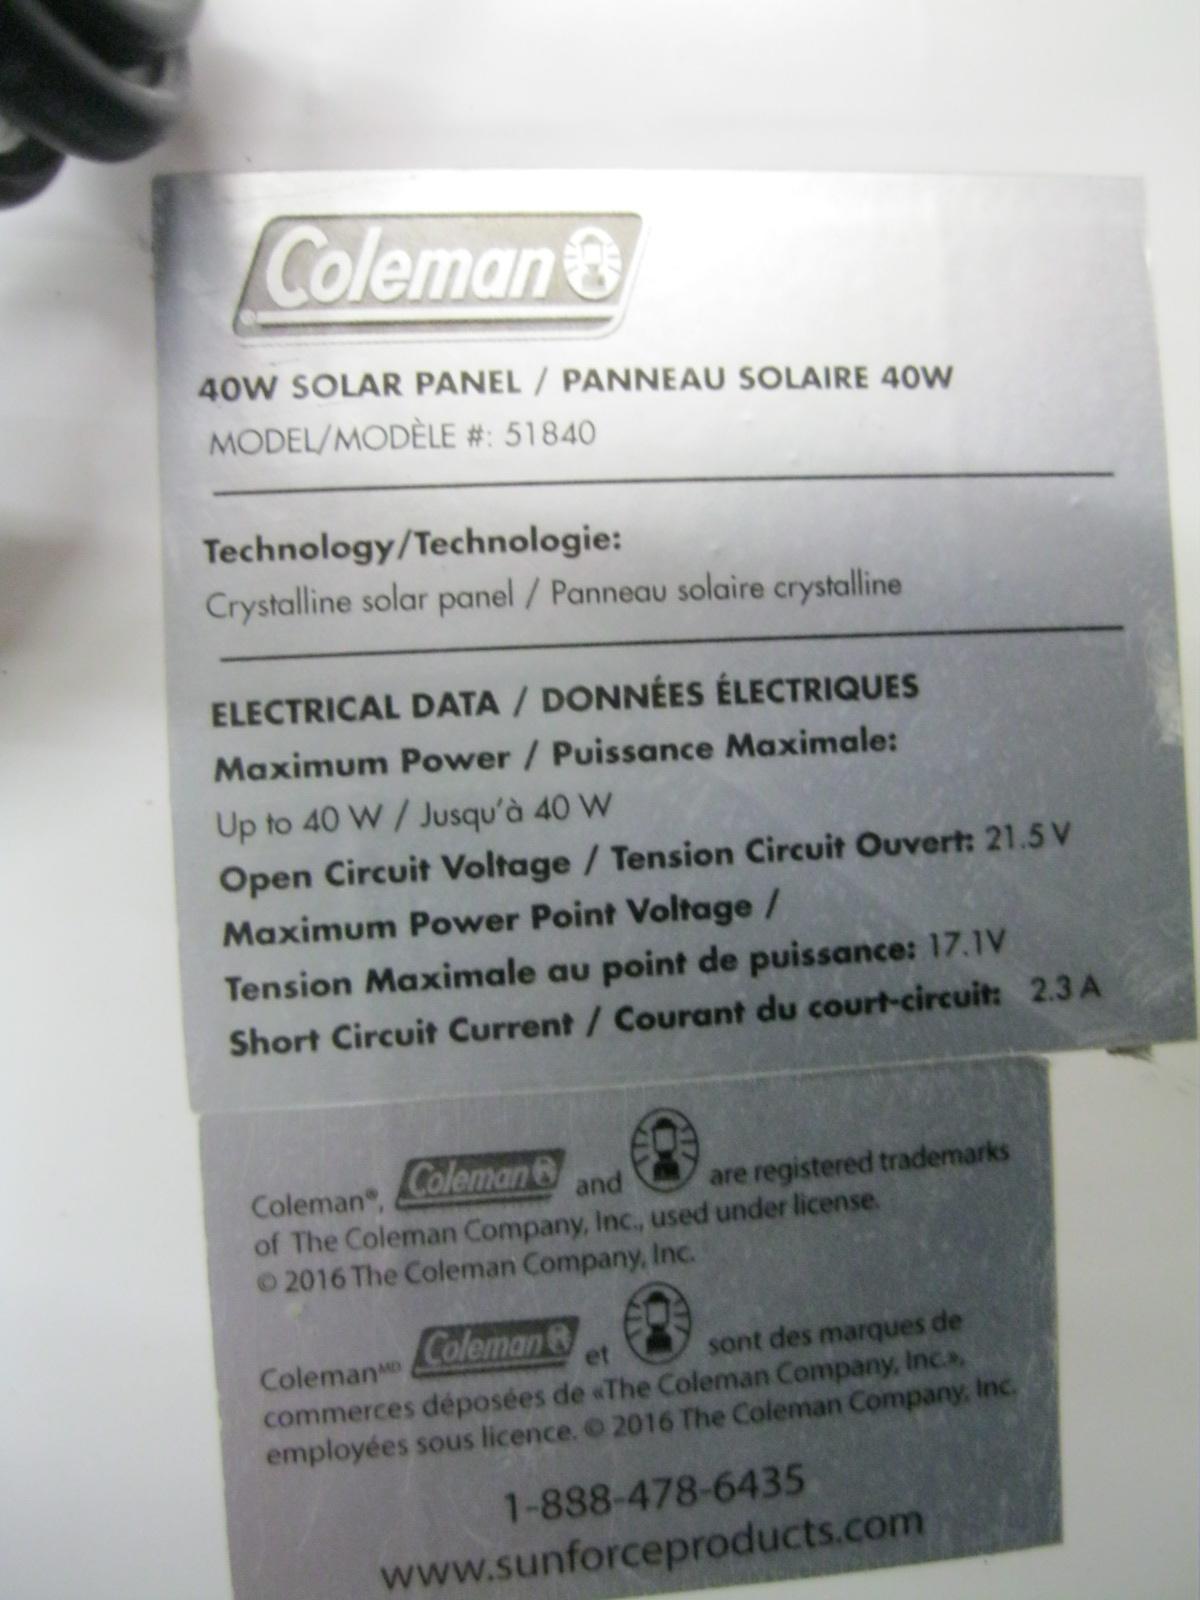 Coleman
40W SOLAR PANEL / PANNEAU SOLAIRE 40W
MODEL/MODÈLE #: 51840
Technology/Technologie:
Crystalline solar panel / Panneau solaire crystalline
ELECTRICAL DATA / DONNÉES ÉLECTRIQUES
Maximum Power / Puissance Maximale:
Up to 40 W / Jusqu'à 40 W
Open Circuit Voltage / Tension Circuit Ouvert: 21.5 V
Maximum Power Point Voltage /
Tension Maximale au point de puissance: 17.1V
Short Circuit Current / Courant du court-circuit: 2.3 A
Coleman®, Coleman and are registered trademarks
of The Coleman Company, Inc., used under license.
© 2016 The Coleman Company, Inc.
Coleman MD Coleman et sont des marques de
commerces déposées de «The Coleman Company, Inc.»,
employées sous licence. © 2016 The Coleman Company, Inc.
1-888-478-6435
www.sunforceproducts.com